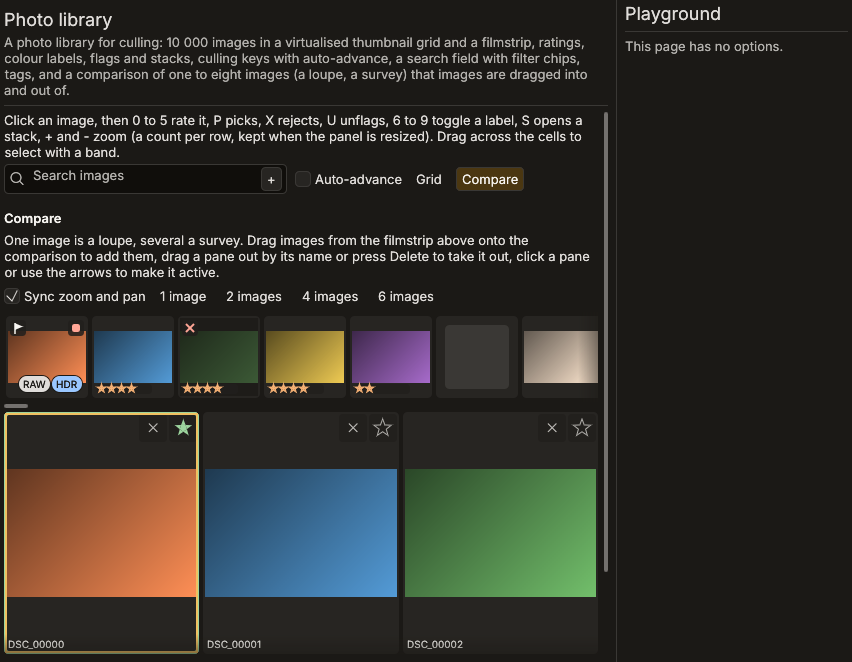 Photo library
A photo library for culling: 10 000 images in a virtualised thumbnail grid and a filmstrip, ratings,
colour labels, flags and stacks, culling keys with auto-advance, a search field with filter chips,
tags, and a comparison of one to eight images (a loupe, a survey) that images are dragged into
and out of.
Click an image, then 0 to 5 rate it, P picks, X rejects, U unflags, 6 to 9 toggle a label, S opens a
stack, + and - zoom (a count per row, kept when the panel is resized). Drag across the cells to
select with a band.
Search images
+
Auto-advance
Grid
Compare
Compare
One image is a loupe, several a survey. Drag images from the filmstrip above onto the
comparison to add them, drag a pane out by its name or press Delete to take it out, click a pane
or use the arrows to make it active.
Sync zoom and pan
1 image
2 images
4 images
6 images
RAW
HDR
DSC_00000
DSC_00001
DSC_00002
Playground
This page has no options.